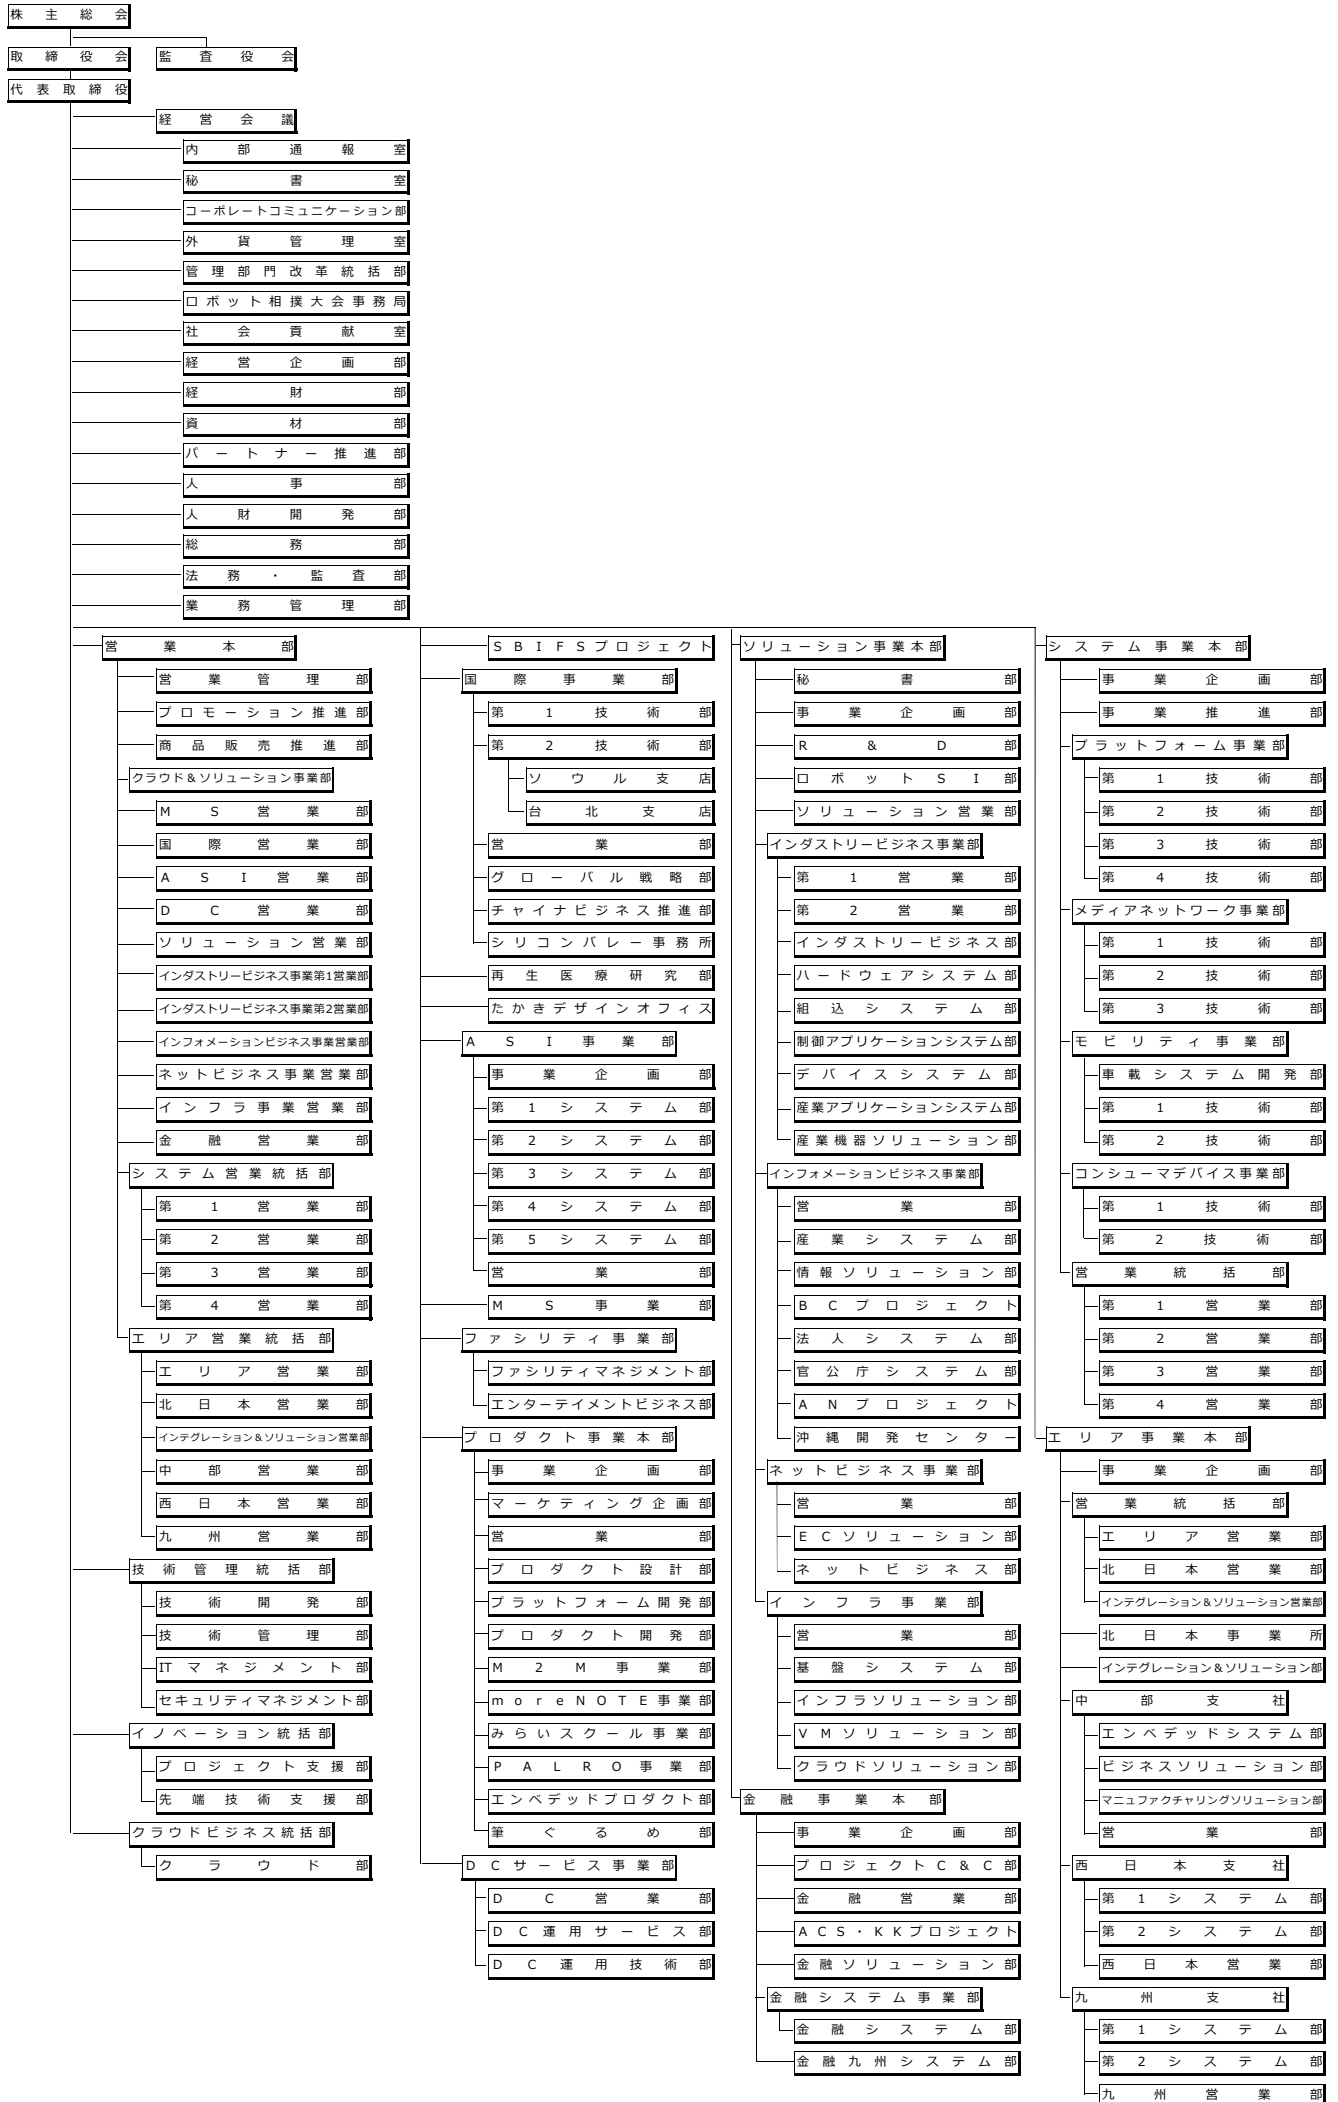 株主総会
取締役会
監査役会
代表取締役
経営会議
内部通報室
秘書室
コーポレートコミュニケーション部
外貨管理室
管理部門改革統括部
ロボット相撲大会事務局
社会貢献室
経営企画部
経財部
資材部
パートナー推進部
人事部
人財開発部
総務部
法務・監査部
業務管理部
営業本部
営業管理部
プロモーション推進部
商品販売推進部
クラウド＆ソリューション事業部
MS営業部
国際営業部
ASI営業部
DC営業部
ソリューション営業部
インダストリービジネス事業第1営業部
インダストリービジネス事業第2営業部
インフォメーションビジネス事業営業部
ネットビジネス事業営業部
インフラ事業営業部
金融営業部
システム営業統括部
第1営業部
第2営業部
第3営業部
第4営業部
エリア営業統括部
エリア営業部
北日本営業部
インテグレーション＆ソリューション営業部
中部営業部
西日本営業部
九州営業部
技術管理統括部
技術開発部
技術管理部
ITマネジメント部
セキュリティマネジメント部
イノベーション統括部
プロジェクト支援部
先端技術支援部
クラウドビジネス統括部
クラウド部
SBIFSプロジェクト
国際事業部
第1技術部
第2技術部
ソウル支店
台北支店
営業部
グローバル戦略部
チャイナビジネス推進部
シリコンバレー事務所
再生医療研究部
たかきデザインオフィス
ASI事業部
事業企画部
第1システム部
第2システム部
第3システム部
第4システム部
第5システム部
営業部
MS事業部
ファシリティ事業部
ファシリティマネジメント部
エンターテイメントビジネス部
プロダクト事業本部
事業企画部
マーケティング企画部
営業部
プロダクト設計部
プラットフォーム開発部
プロダクト開発部
M2M事業部
moreNOTE事業部
みらいスクール事業部
PALRO事業部
エンベデッドプロダクト部
筆ぐるめ部
DCサービス事業部
DC営業部
DC運用サービス部
DC運用技術部
ソリューション事業本部
秘書部
事業企画部
R&D部
ロボットSI部
ソリューション営業部
インダストリービジネス事業部
第1営業部
第2営業部
インダストリービジネス部
ハードウェアシステム部
組込システム部
制御アプリケーションシステム部
デバイスシステム部
産業アプリケーションシステム部
産業機器ソリューション部
インフォメーションビジネス事業部
営業部
産業システム部
情報ソリューション部
BCプロジェクト
法人システム部
官公庁システム部
ANプロジェクト
沖縄開発センター
ネットビジネス事業部
営業部
ECソリューション部
ネットビジネス部
インフラ事業部
営業部
基盤システム部
インフラソリューション部
VMソリューション部
クラウドソリューション部
金融事業本部
事業企画部
プロジェクトC&C部
金融営業部
ACS・KKプロジェクト
金融ソリューション部
金融システム事業部
金融システム部
金融九州システム部
システム事業本部
事業企画部
事業推進部
プラットフォーム事業部
第1技術部
第2技術部
第3技術部
第4技術部
メディアネットワーク事業部
第1技術部
第2技術部
第3技術部
モビリティ事業部
車載システム開発部
第1技術部
第2技術部
コンシューマデバイス事業部
第1技術部
第2技術部
営業統括部
第1営業部
第2営業部
第3営業部
第4営業部
エリア事業本部
事業企画部
営業統括部
エリア営業部
北日本営業部
インテグレーション＆ソリューション営業部
北日本事業所
インテグレーション＆ソリューション部
中部支社
エンベデッドシステム部
ビジネスソリューション部
マニュファクチャリングソリューション部
営業部
西日本支社
第1システム部
第2システム部
西日本営業部
九州支社
第1システム部
第2システム部
九州営業部